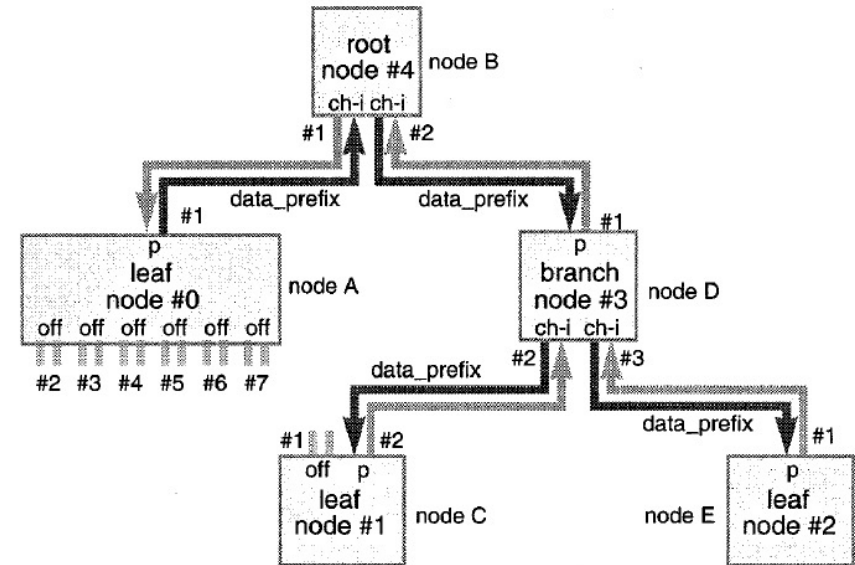 root
node #4
node B
ch-i ch-i
#1
#2
data_prefix
data_prefix
#1
#1
p
leaf
node #0
node A
off off off off off off
#2 #3 #4 #5 #6 #7
p
branch
node #3
node D
ch-i ch-i
#2
#3
data_prefix
data_prefix
#1
#2
off p
leaf
node #1
node C
#1
p
leaf
node #2
node E